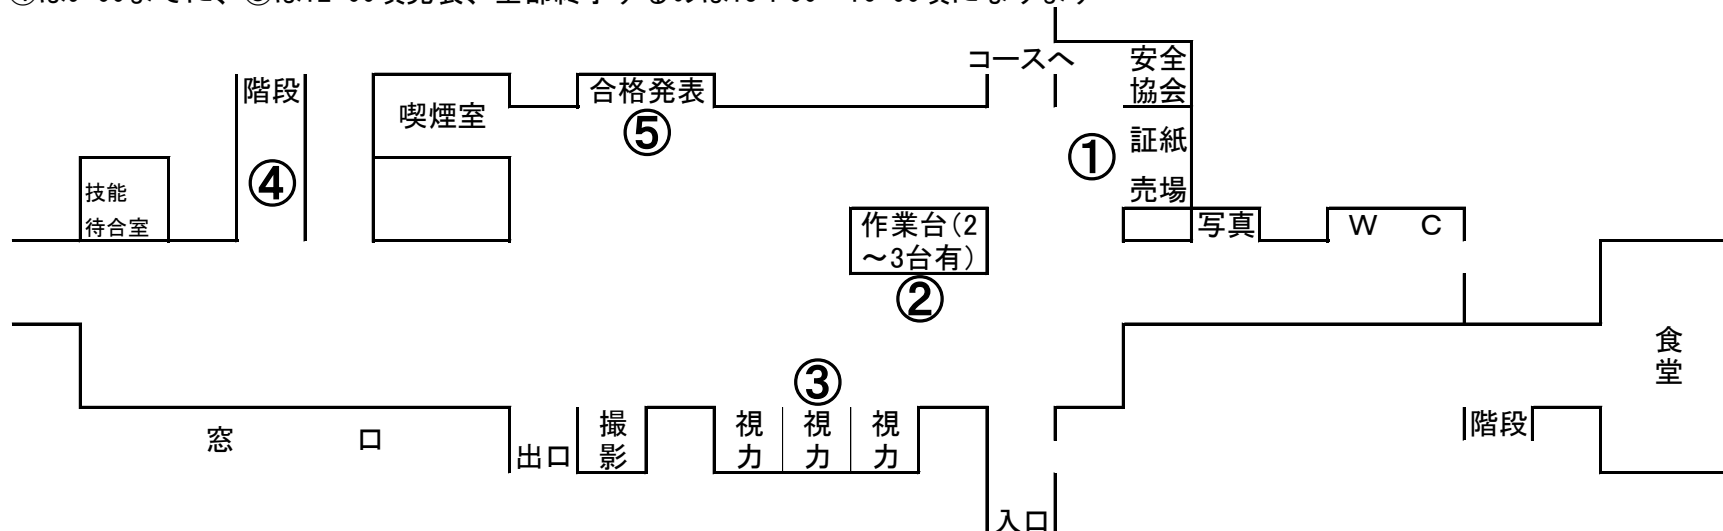 コースへ
安全
協会
階段
合格発表
喫煙室
⑤
①
証紙
売場
④
技能
待合室
作業台(2
～3台有)
写真
W C
②
食堂
③
窓 口
出口
撮影
視力
視力
視力
階段
入口